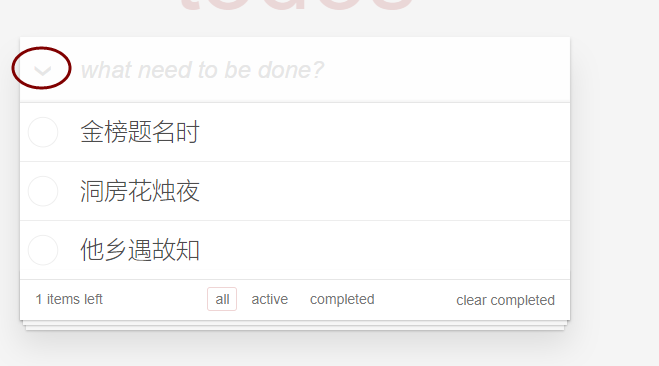 todos
what need to be done?
金榜题名时
洞房花烛夜
他乡遇故知
1 items left all active completed clear completed